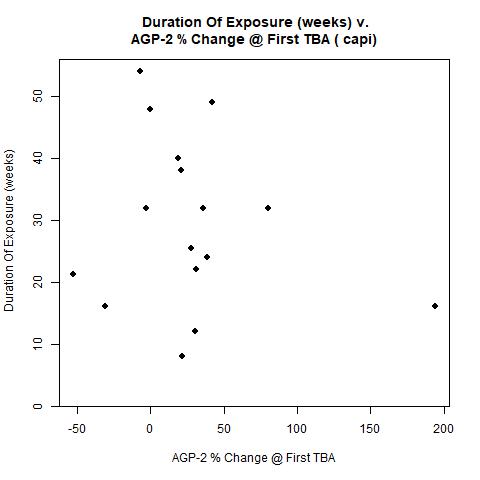 Duration Of Exposure (weeks) v.
AGP-2 % Change @ First TBA ( capi)
Duration Of Exposure (weeks)
50
40
30
20
10
0
-50 0 50 100 150 200
AGP-2 % Change @ First TBA